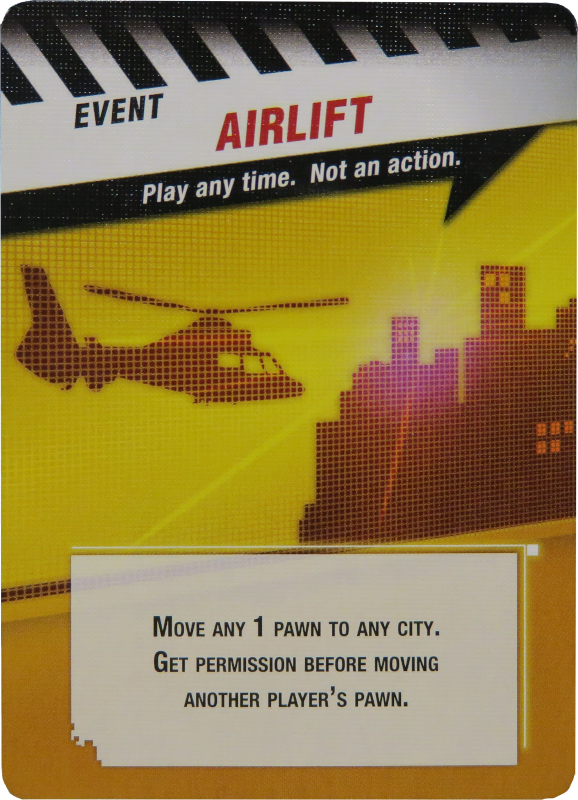 EVENT
AIRLIFT
Play any time. Not an action.
MOVE ANY 1 PAWN TO ANY CITY.
GET PERMISSION BEFORE MOVING
ANOTHER PLAYER'S PAWN.